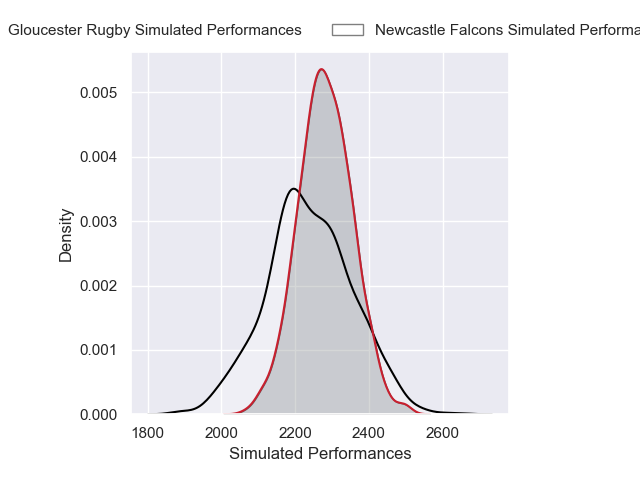 Gloucester Rugby Simulated Performances
Newcastle Falcons Simulated Performa
0.005
0.004
0.003
0.002
0.001
0.000
Density
1800 2000 2200 2400 2600
Simulated Performances